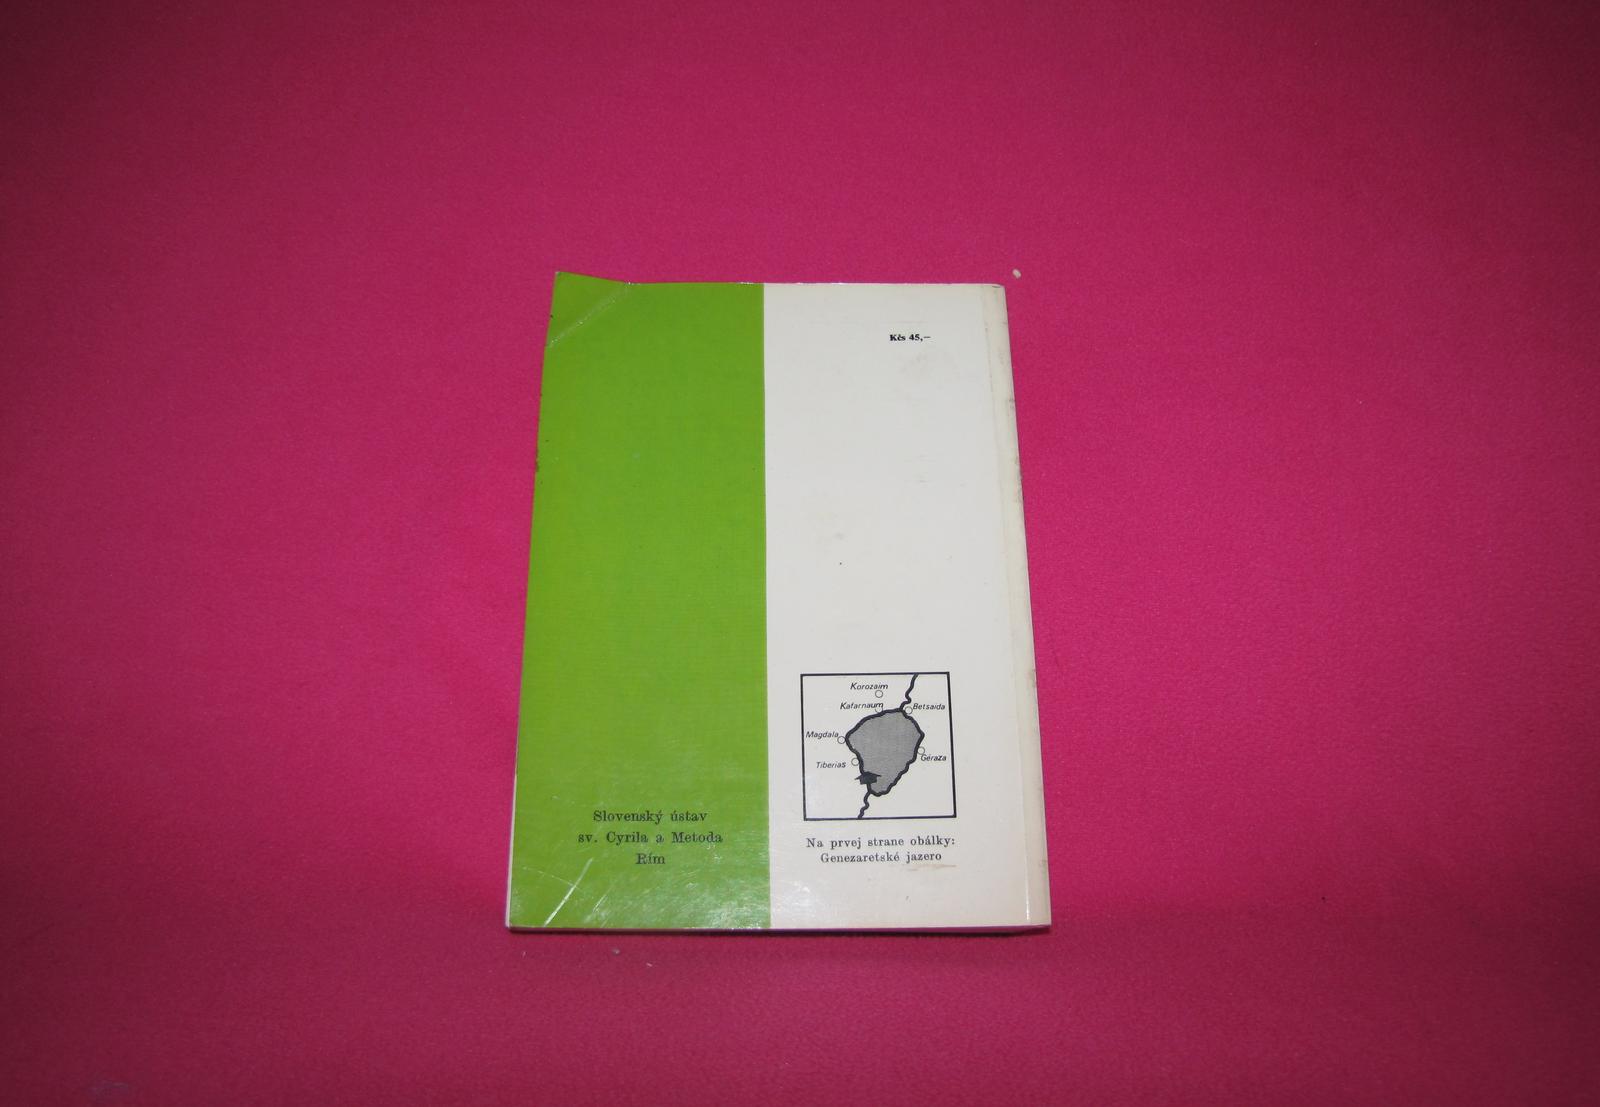 Kčs 45,—
Korozaim
Kafarnaum
Betsaida
Magdala
Géraza
Tiberias
Slovenský ústav
sv. Cyrila a Metoda
Rím
Na prvej strane obálky:
Genezaretské jazero